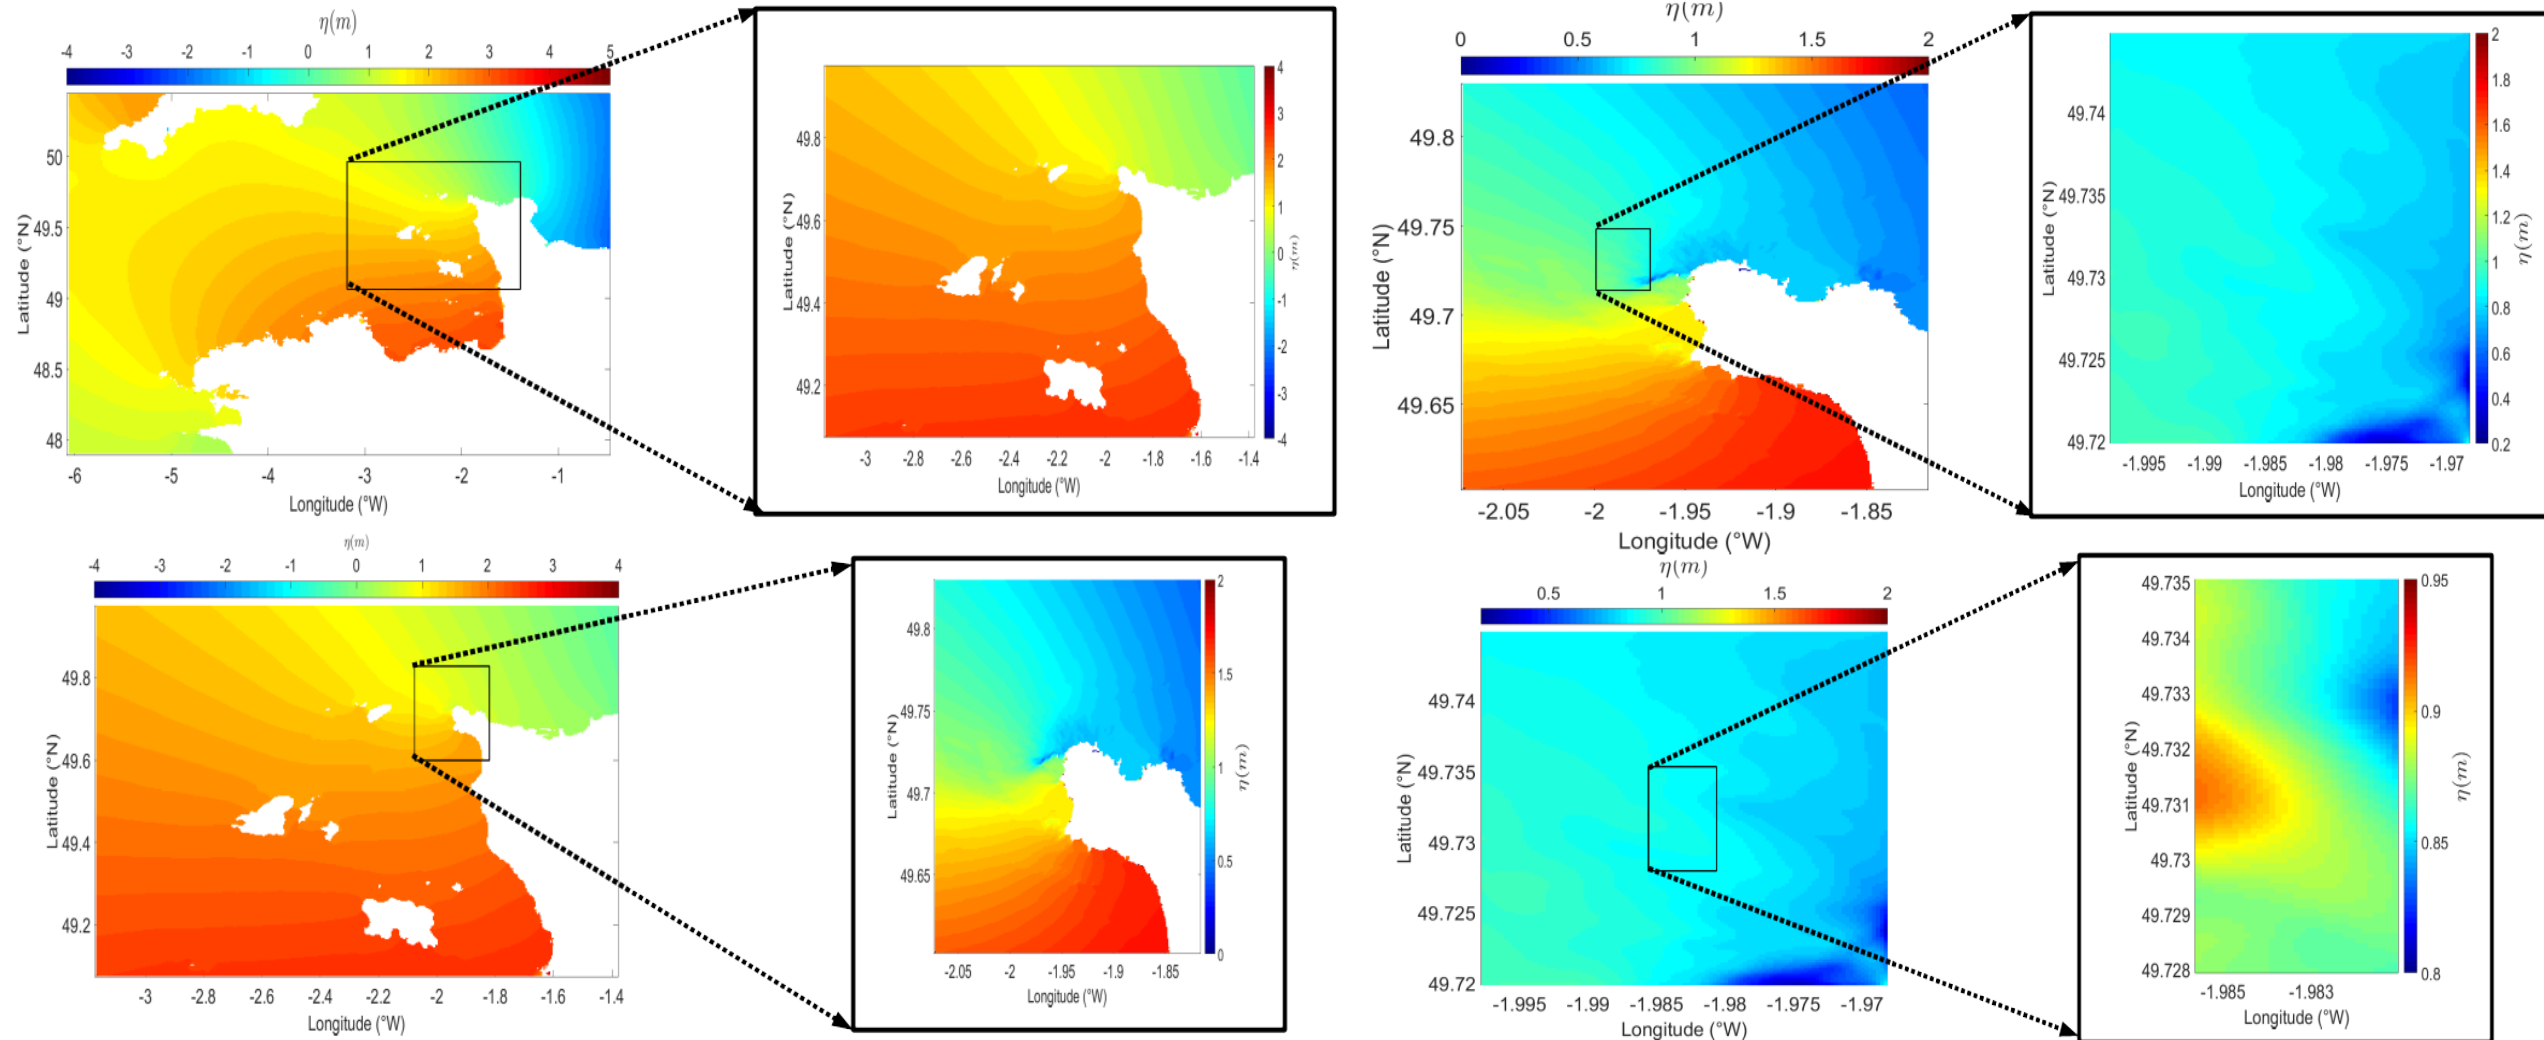 η(m)
-4 -3 -2 -1 0 1 2 3 4 5
50
49.5
49
48.5
48
Latitude (°N)
-6 -5 -4 -3 -2 -1
Longitude (°W)
49.8
49.6
49.4
49.2
Latitude (°N)
-3 -2.8 -2.6 -2.4 -2.2 -2 -1.8 -1.6 -1.4
Longitude (°W)
4
3
2
1
0
-1
-2
-3
-4
η(m)
η(m)
0 0.5 1 1.5 2
49.8
49.75
49.7
49.65
Latitude (°N)
-2.05 -2 -1.95 -1.9 -1.85
Longitude (°W)
49.74
49.735
49.73
49.725
49.72
Latitude (°N)
-1.995 -1.99 -1.985 -1.98 -1.975 -1.97
Longitude (°W)
2
1.8
1.6
1.4
1.2
1
0.8
0.6
0.4
0.2
η(m)
η(m)
-4 -3 -2 -1 0 1 2 3 4
49.8
49.6
49.4
49.2
Latitude (°N)
-3 -2.8 -2.6 -2.4 -2.2 -2 -1.8 -1.6 -1.4
Longitude (°W)
49.8
49.75
49.7
49.65
Latitude (°N)
-2.05 -2 -1.95 -1.9 -1.85
Longitude (°W)
2
1.5
1
0.5
0
η(m)
η(m)
0.5 1 1.5 2
49.74
49.735
49.73
49.725
49.72
Latitude (°N)
-1.995 -1.99 -1.985 -1.98 -1.975 -1.97
Longitude (°W)
49.735
49.734
49.733
49.732
49.731
49.73
49.729
49.728
Latitude (°N)
-1.985 -1.983
Longitude (°W)
0.95
0.9
0.85
0.8
η(m)